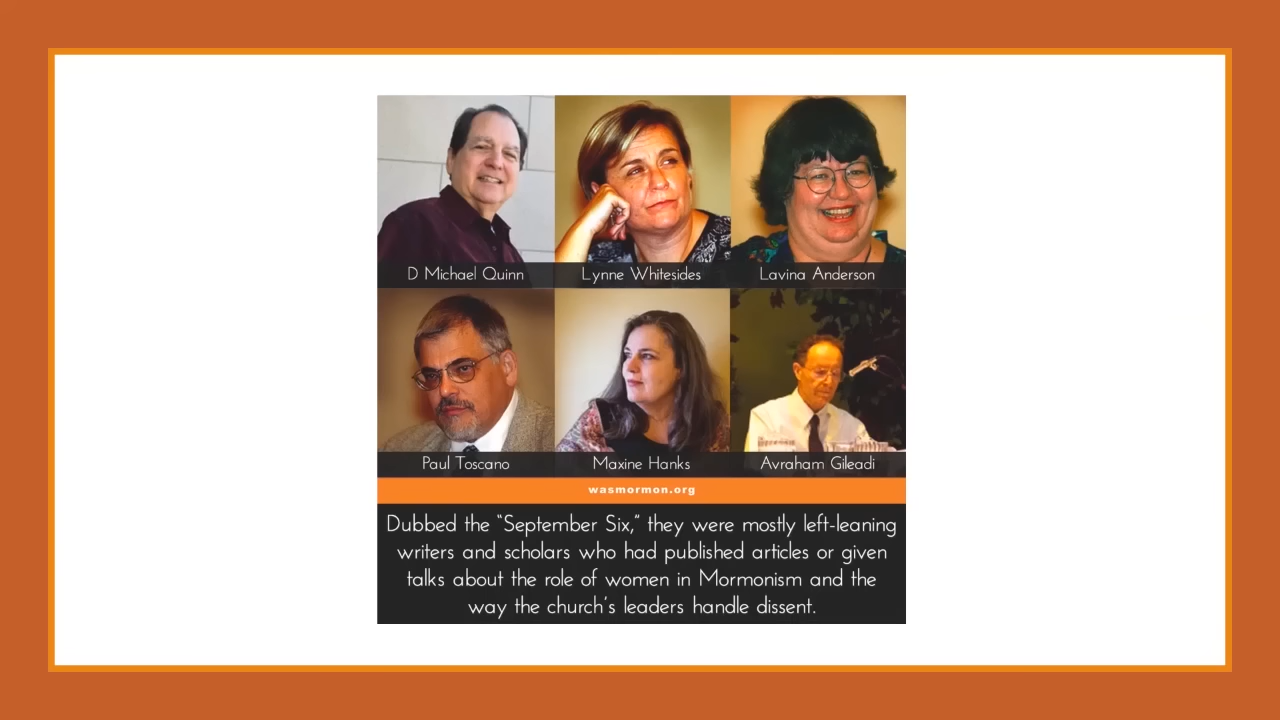 D Michael Quinn
Lynne Whitesides
Lavina Anderson
Paul Toscano
Maxine Hanks
Avraham Gileadi
wasmormon.org
Dubbed the “September Six,” they were mostly left-leaning
writers and scholars who had published articles or given
talks about the role of women in Mormonism and the
way the church’s leaders handle dissent.